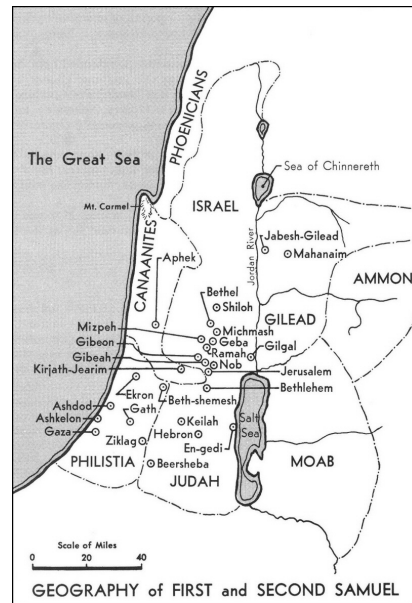 PHOENICIANS
The Great Sea
Sea of Chinnereth
ISRAEL
Mt. Carmel
CANAANITES
Jordan River
Jabesh-Gilead
Mahanaim
Aphek
AMMON
Bethel
Shiloh
GILEAD
Mizpeh
Michmash
Gibeon
Geba
Ramah
Gilgal
Gibeah
Nob
Kirjath-Jearim
Jerusalem
Ekron
Beth-shemesh
Bethlehem
Ashdod
Gath
Ashkelon
Keilah
Salt
Sea
Gaza
Hebron
Ziklag
En-gedi
PHILISTIA
Beersheba
MOAB
JUDAH
Scale of Miles
0 20 40
GEOGRAPHY of FIRST and SECOND SAMUEL